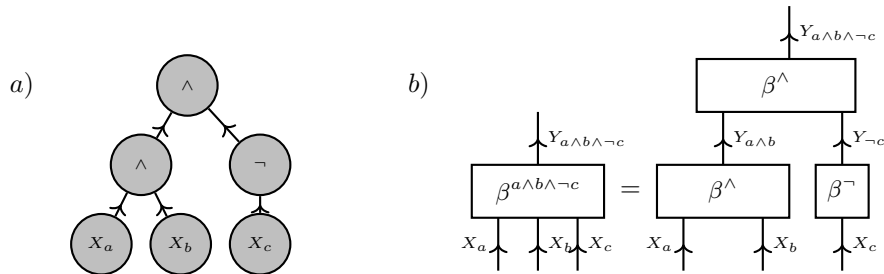 a)
∧
∧ ¬
X_a X_b X_c
b)
Y_{a∧b∧¬c}
β^∧
Y_{a∧b∧¬c} Y_{a∧b} Y_{¬c}
β^{a∧b∧¬c} = β^∧ β^¬
X_a X_b X_c X_a X_b X_c